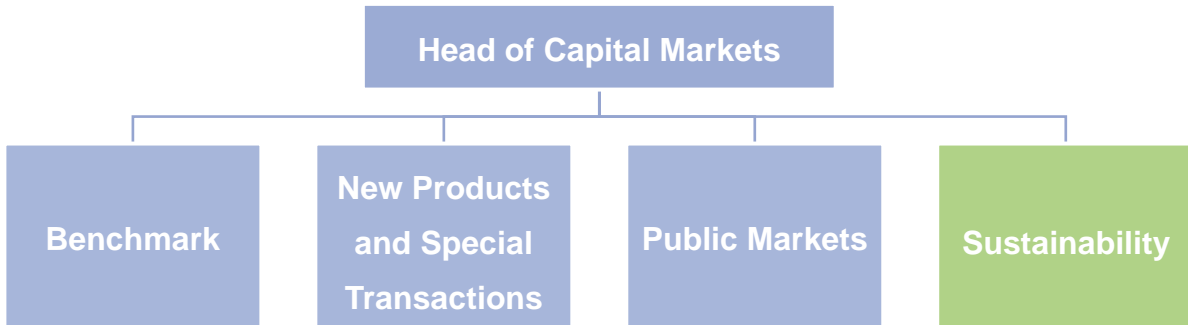 Head of Capital Markets
Benchmark
New Products
and Special
Transactions
Public Markets
Sustainability